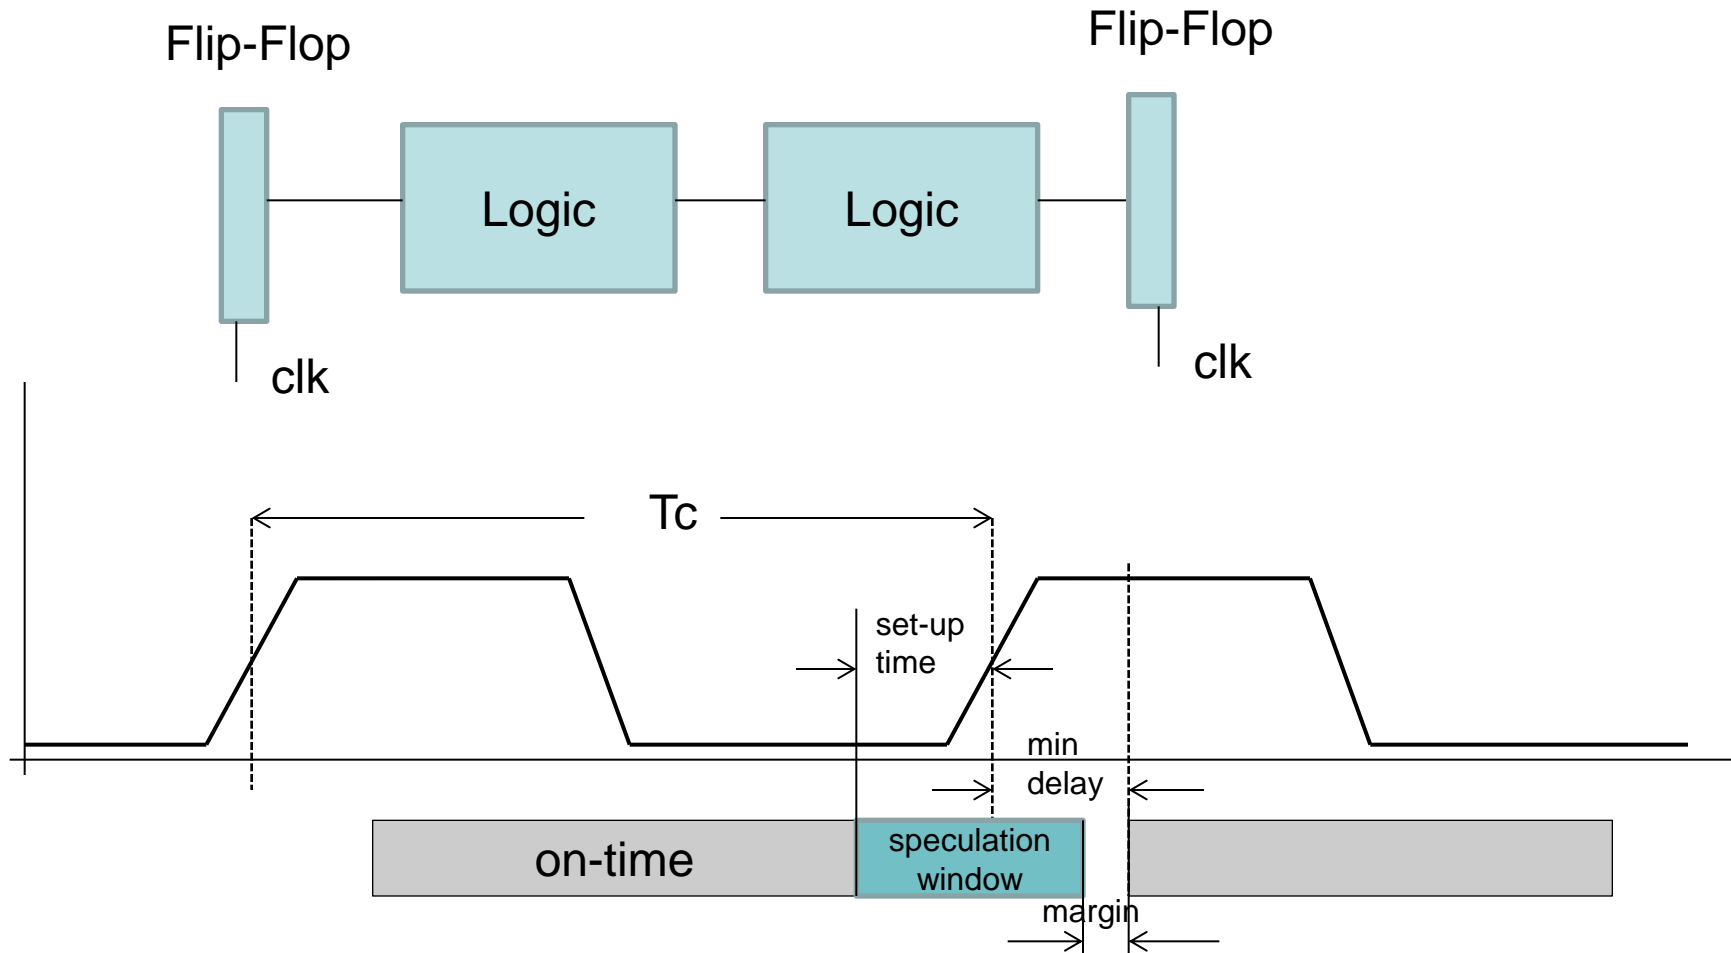 Flip-Flop
Flip-Flop
Logic
Logic
clk
clk
Tc
set-up
time
min
delay
on-time
speculation
window
margin